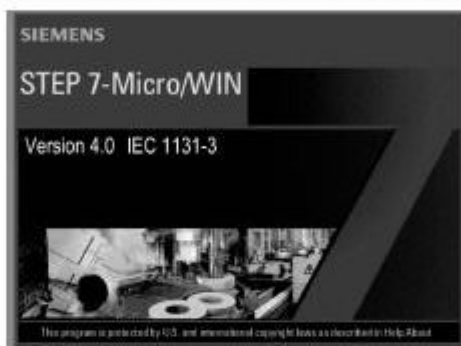 SIEMENS
STEP 7-Micro/WIN
Version 4.0 IEC 1131-3
This program is protected by U.S. and international copyright laws as described in Help About